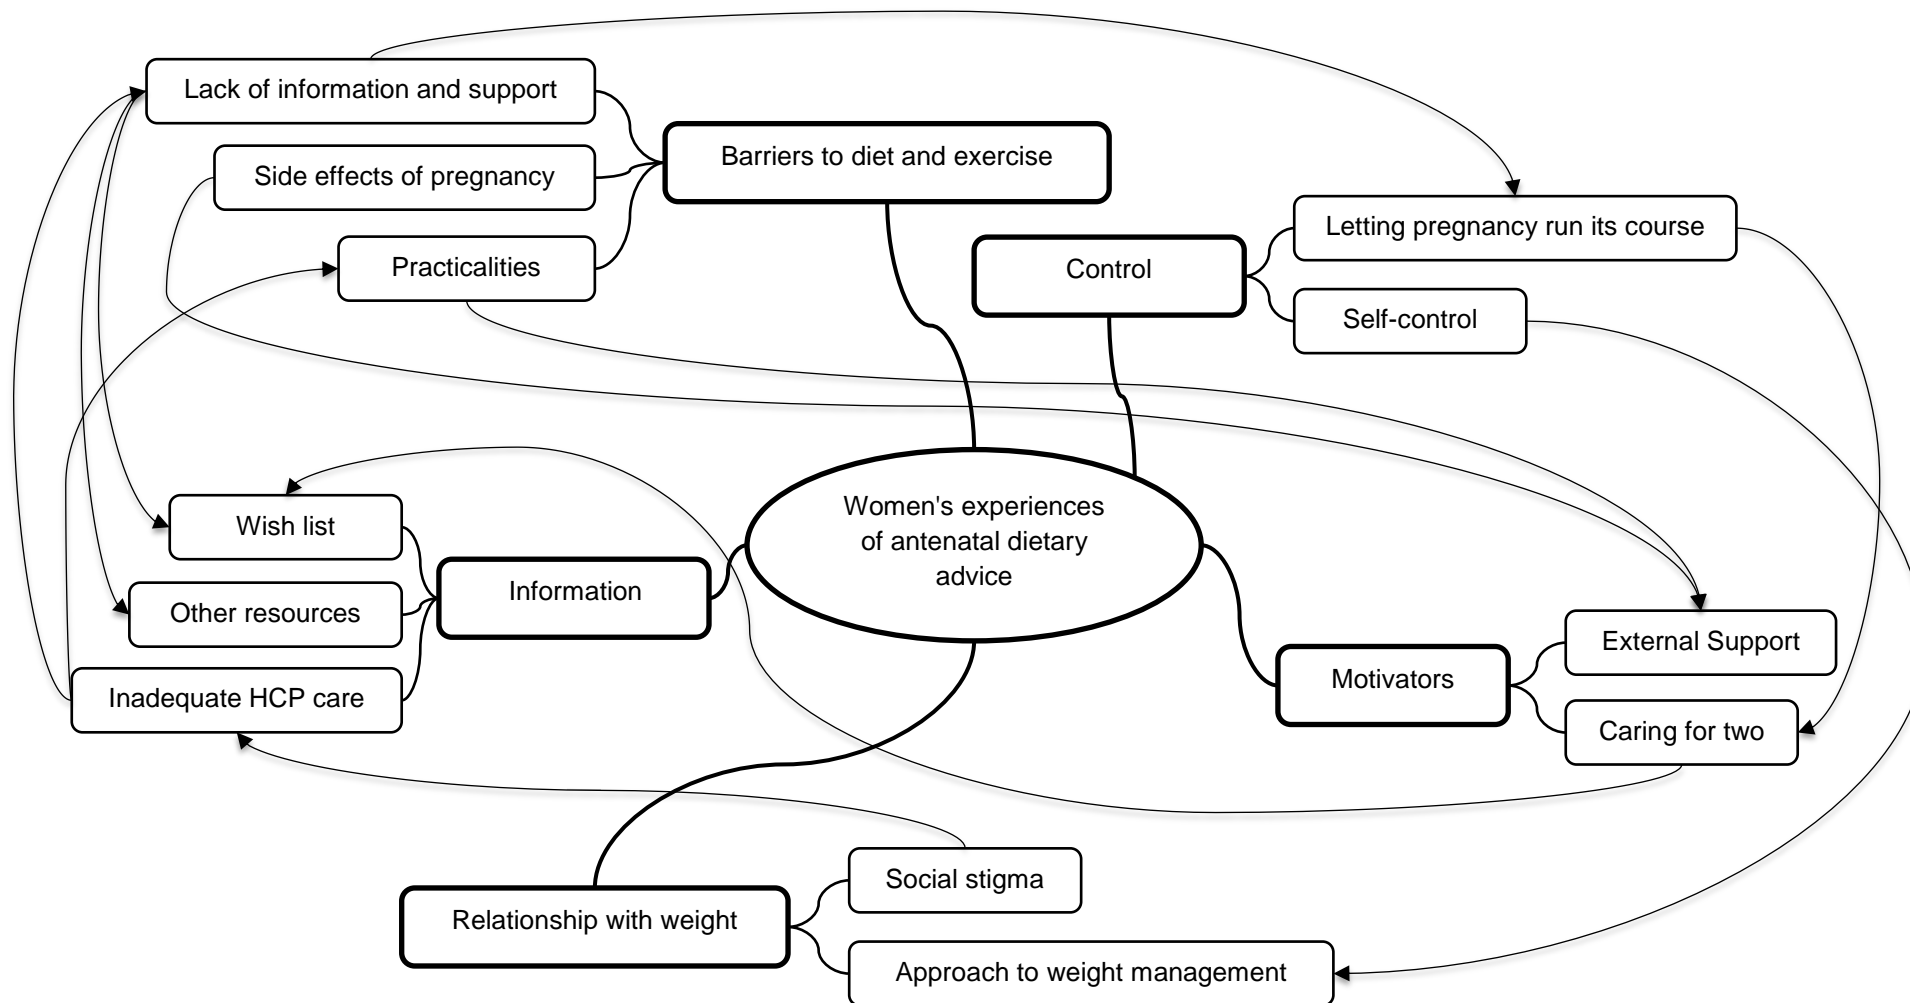 Lack of information and support
Side effects of pregnancy
Practicalities
Barriers to diet and exercise
Control
Letting pregnancy run its course
Self-control
Women's experiences
of antenatal dietary
advice
Wish list
Other resources
Inadequate HCP care
Information
Motivators
External Support
Caring for two
Relationship with weight
Social stigma
Approach to weight management